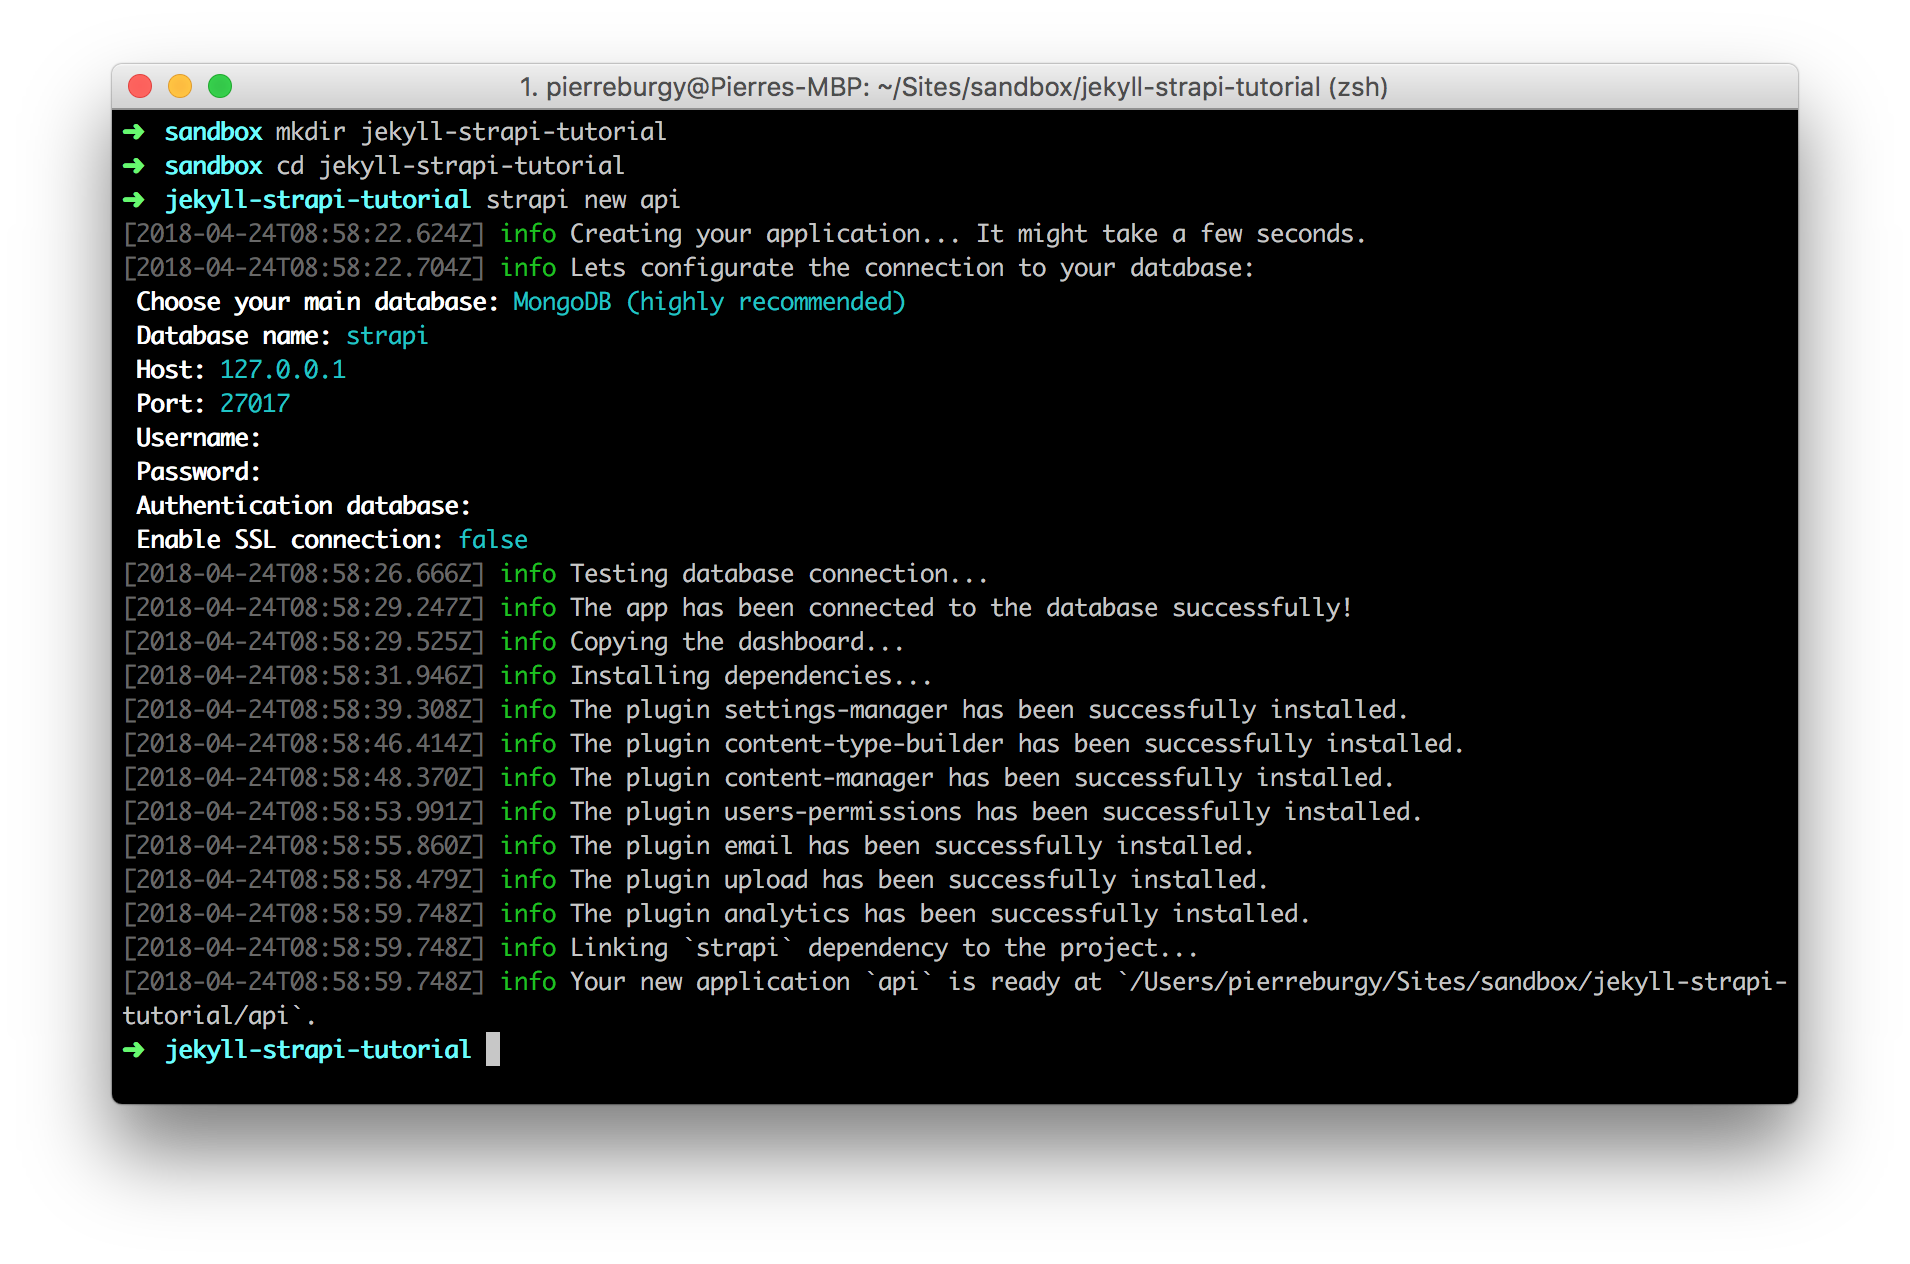 1. pierreburgy@Pierres-MBP: ~/Sites/sandbox/jekyll-strapi-tutorial (zsh)
➜ sandbox mkdir jekyll-strapi-tutorial
➜ sandbox cd jekyll-strapi-tutorial
➜ jekyll-strapi-tutorial strapi new api
[2018-04-24T08:58:22.624Z] info Creating your application... It might take a few seconds.
[2018-04-24T08:58:22.704Z] info Lets configurate the connection to your database:
Choose your main database: MongoDB (highly recommended)
Database name: strapi
Host: 127.0.0.1
Port: 27017
Username:
Password:
Authentication database:
Enable SSL connection: false
[2018-04-24T08:58:26.666Z] info Testing database connection...
[2018-04-24T08:58:29.247Z] info The app has been connected to the database successfully!
[2018-04-24T08:58:29.525Z] info Copying the dashboard...
[2018-04-24T08:58:31.946Z] info Installing dependencies...
[2018-04-24T08:58:39.308Z] info The plugin settings-manager has been successfully installed.
[2018-04-24T08:58:46.414Z] info The plugin content-type-builder has been successfully installed.
[2018-04-24T08:58:48.370Z] info The plugin content-manager has been successfully installed.
[2018-04-24T08:58:53.991Z] info The plugin users-permissions has been successfully installed.
[2018-04-24T08:58:55.860Z] info The plugin email has been successfully installed.
[2018-04-24T08:58:58.479Z] info The plugin upload has been successfully installed.
[2018-04-24T08:58:59.748Z] info The plugin analytics has been successfully installed.
[2018-04-24T08:58:59.748Z] info Linking `strapi` dependency to the project...
[2018-04-24T08:58:59.748Z] info Your new application `api` is ready at `/Users/pierreburgy/Sites/sandbox/jekyll-strapi-
tutorial/api`.
➜ jekyll-strapi-tutorial